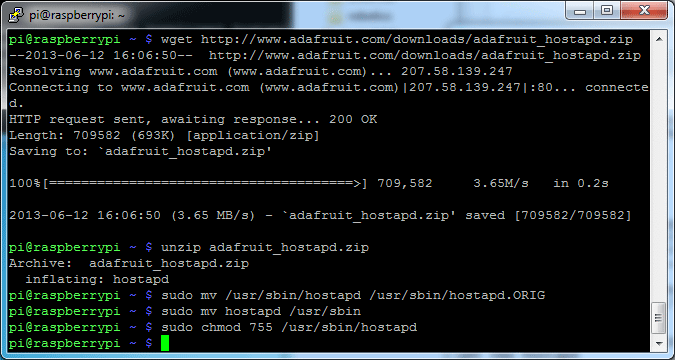 pi@raspberrypi: ~
pi@raspberrypi ~ $ wget http://www.adafruit.com/downloads/adafruit_hostapd.zip
--2013-06-12 16:06:50--  http://www.adafruit.com/downloads/adafruit_hostapd.zip
Resolving www.adafruit.com (www.adafruit.com)... 207.58.139.247
Connecting to www.adafruit.com (www.adafruit.com)|207.58.139.247|:80... connecte
d.
HTTP request sent, awaiting response... 200 OK
Length: 709582 (693K) [application/zip]
Saving to: `adafruit_hostapd.zip'
100%[======================================>] 709,582     3.65M/s   in 0.2s
2013-06-12 16:06:50 (3.65 MB/s) - `adafruit_hostapd.zip' saved [709582/709582]
pi@raspberrypi ~ $ unzip adafruit_hostapd.zip
Archive:  adafruit_hostapd.zip
  inflating: hostapd
pi@raspberrypi ~ $ sudo mv /usr/sbin/hostapd /usr/sbin/hostapd.ORIG
pi@raspberrypi ~ $ sudo mv hostapd /usr/sbin
pi@raspberrypi ~ $ sudo chmod 755 /usr/sbin/hostapd
pi@raspberrypi ~ $